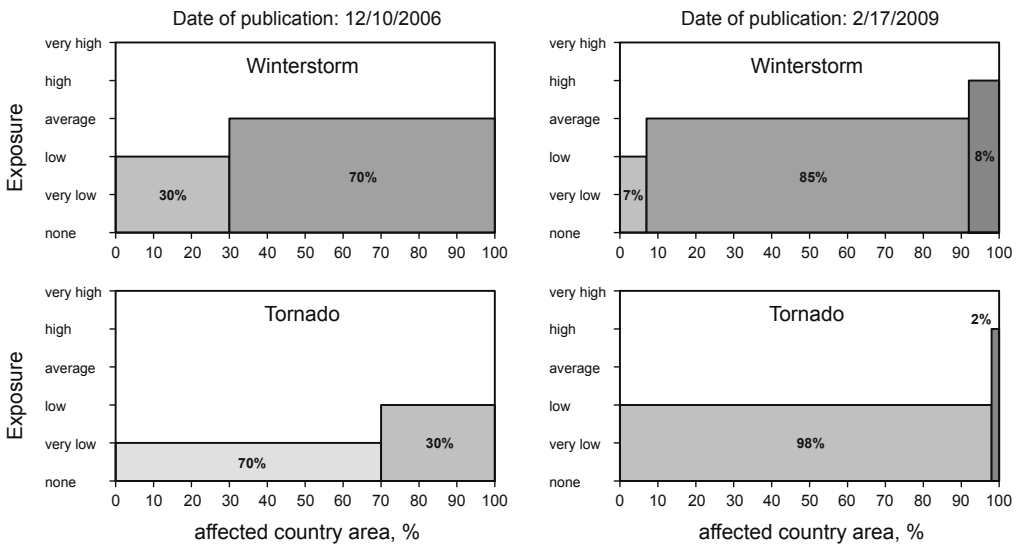 Date of publication: 12/10/2006
Date of publication: 2/17/2009
Winterstorm
Exposure
very high
high
average
low
very low
none
30%
70%
0 10 20 30 40 50 60 70 80 90 100
Winterstorm
very high
high
average
low
very low
none
7%
85%
8%
0 10 20 30 40 50 60 70 80 90 100
Tornado
Exposure
very high
high
average
low
very low
none
70%
30%
0 10 20 30 40 50 60 70 80 90 100
affected country area, %
Tornado
very high
high
average
low
very low
none
2%
98%
0 10 20 30 40 50 60 70 80 90 100
affected country area, %